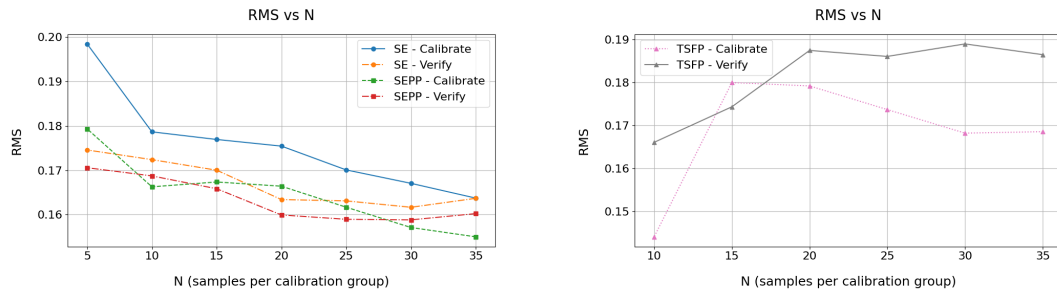 RMS vs N
0.20
0.19
0.18
0.17
0.16
RMS
5 10 15 20 25 30 35
N (samples per calibration group)
SE - Calibrate
SE - Verify
SEPP - Calibrate
SEPP - Verify
RMS vs N
0.19
0.18
0.17
0.16
0.15
RMS
10 15 20 25 30 35
N (samples per calibration group)
TSFP - Calibrate
TSFP - Verify